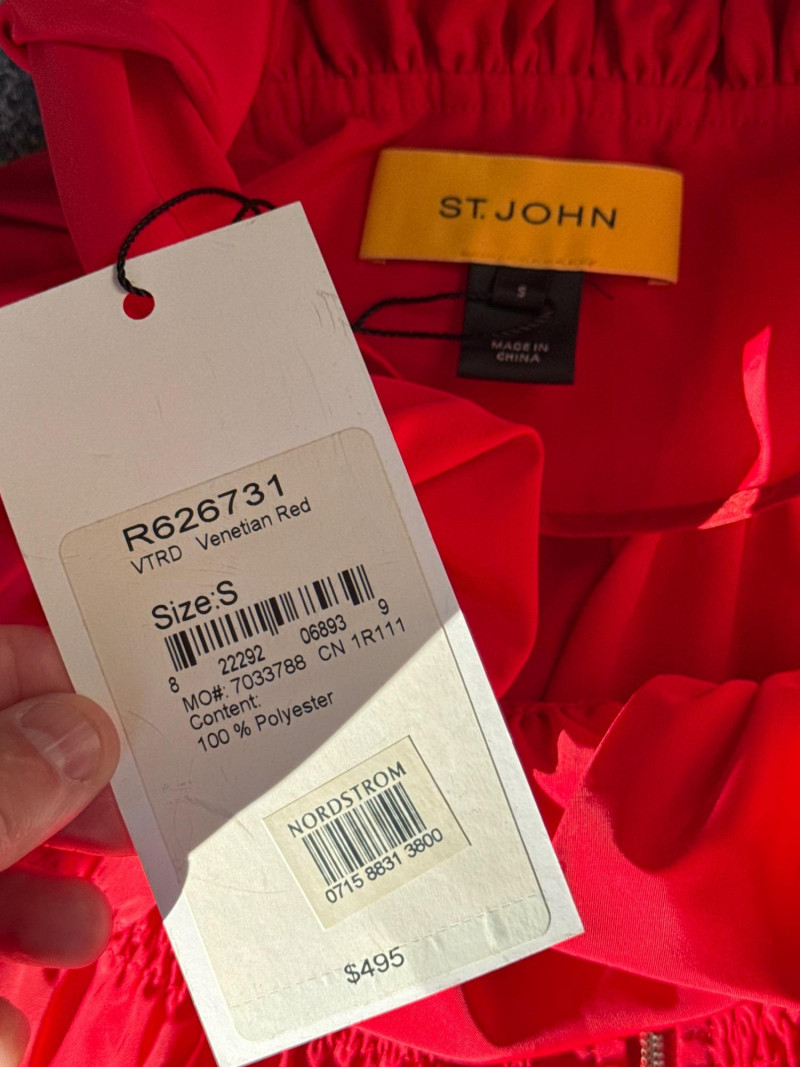 ST. JOHN
S
MADE IN
CHINA
R626731
VTRD Venetian Red
Size:S
8 22292 06893 9
MO#: 7033788 CN 1R111
Content:
100 % Polyester
NORDSTROM
0715 8831 3800
$495